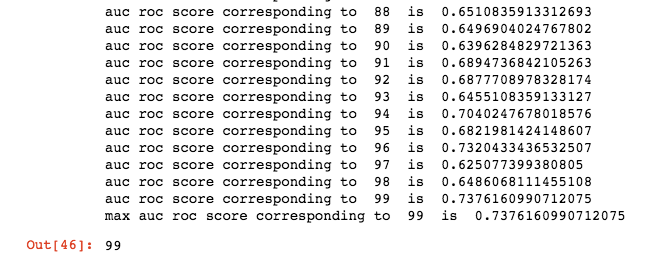 auc roc score corresponding to 88 is 0.6510835913312693
auc roc score corresponding to 89 is 0.6496904024767802
auc roc score corresponding to 90 is 0.6396284829721363
auc roc score corresponding to 91 is 0.6894736842105263
auc roc score corresponding to 92 is 0.6877708978328174
auc roc score corresponding to 93 is 0.6455108359133127
auc roc score corresponding to 94 is 0.7040247678018576
auc roc score corresponding to 95 is 0.6821981424148607
auc roc score corresponding to 96 is 0.7320433436532507
auc roc score corresponding to 97 is 0.625077399380805
auc roc score corresponding to 98 is 0.6486068111455108
auc roc score corresponding to 99 is 0.7376160990712075
max auc roc score corresponding to 99 is 0.7376160990712075
Out[46]: 99